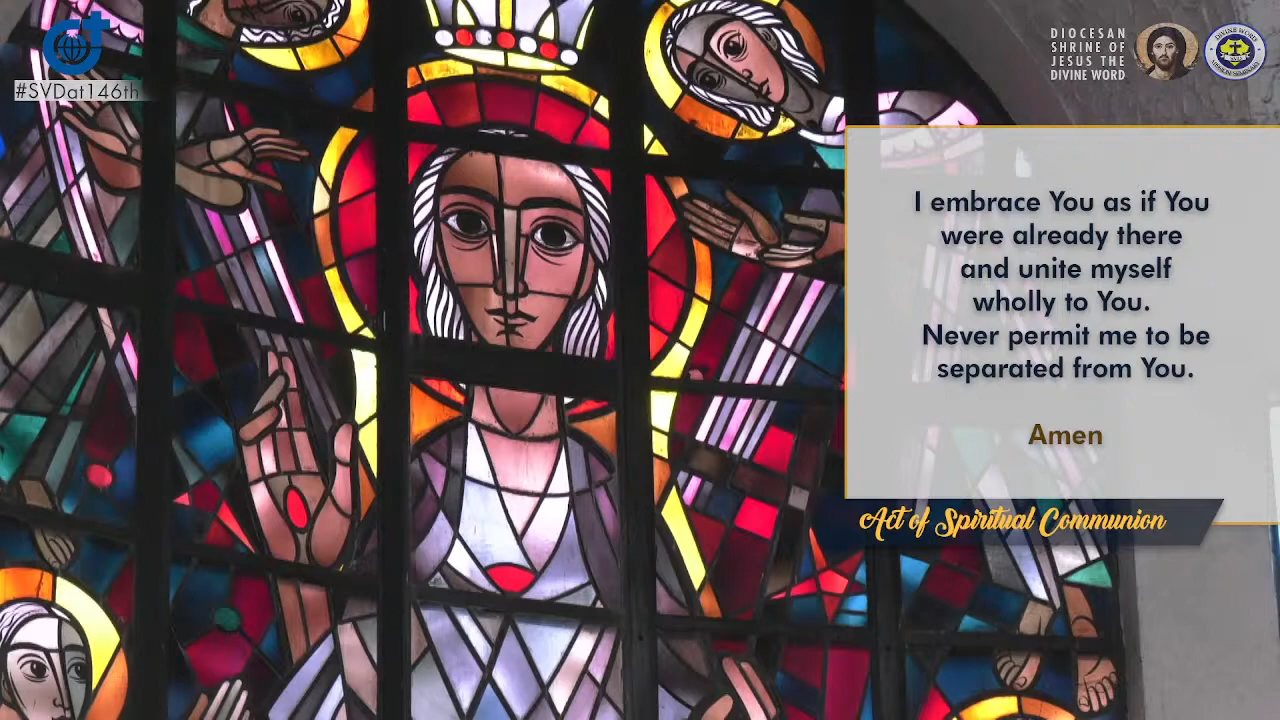 #SVDat146th
DIOCESAN
SHRINE OF
JESUS THE
DIVINE WORD
I embrace You as if You
were already there
and unite myself
wholly to You.
Never permit me to be
separated from You.
Amen
Act of Spiritual Communion